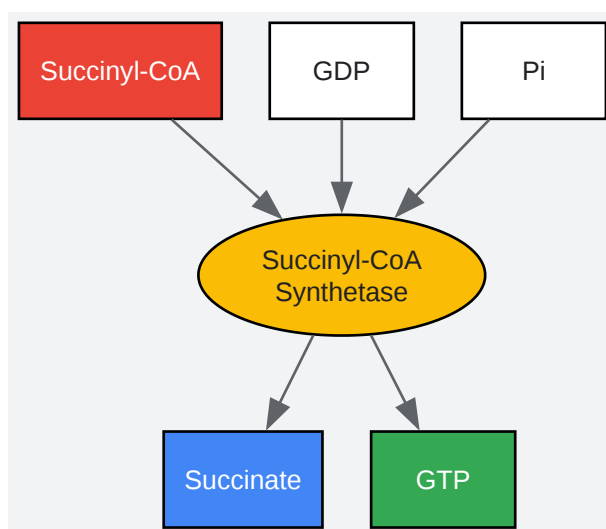 Succinyl-CoA
GDP
Pi
Succinyl-CoA
Synthetase
Succinate
GTP